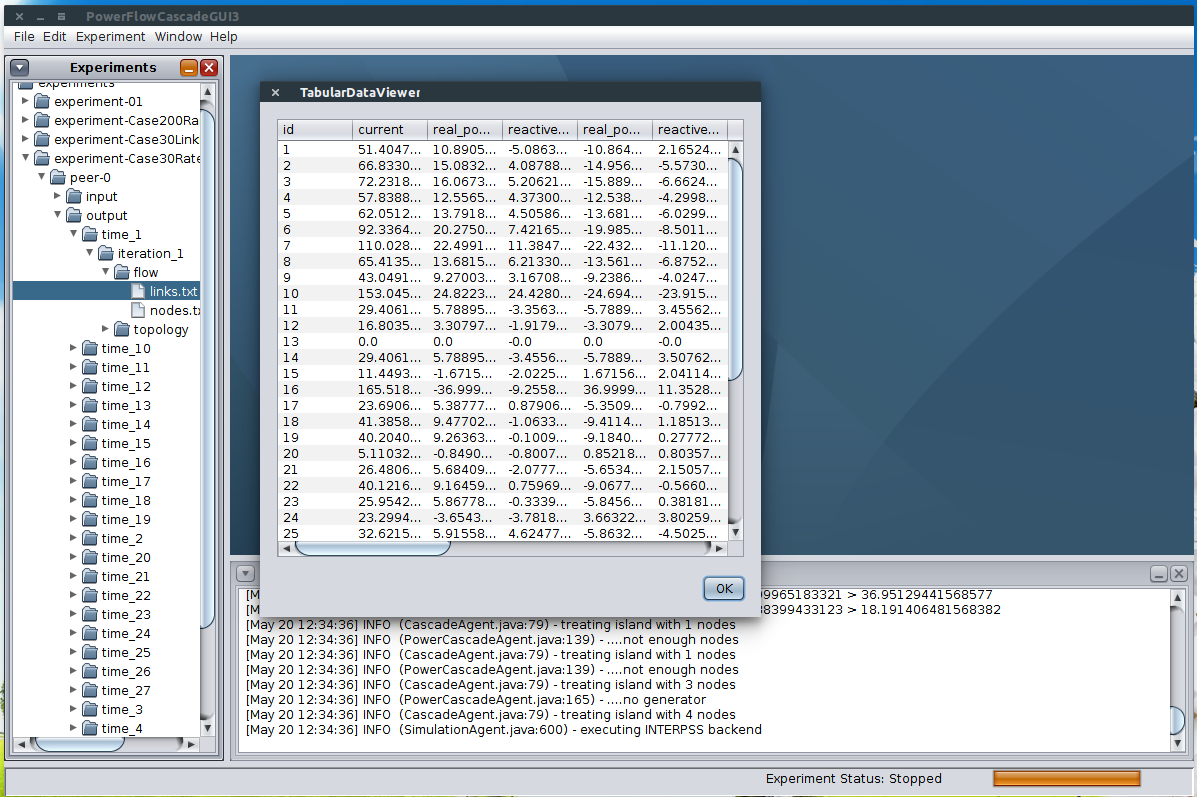 PowerFlowCascadeGUI3
File Edit Experiment Window Help
Experiments
experiments
experiment-01
experiment-Case200Ra
experiment-Case30Link
experiment-Case30Rate
peer-0
input
output
time_1
iteration_1
flow
links.txt
nodes.tx
topology
time_10
time_11
time_12
time_13
time_14
time_15
time_16
time_17
time_18
time_19
time_2
time_20
time_21
time_22
time_23
time_24
time_25
time_26
time_27
time_3
time_4
TabularDataViewer
id current real_po... reactive... real_po... reactive...
1 51.4047... 10.8905... -5.0863... -10.864... 2.16524...
2 66.8330... 15.0832... 4.08788... -14.956... -5.5730...
3 72.2318... 16.0673... 5.20621... -15.889... -6.6624...
4 57.8388... 12.5565... 4.37300... -12.538... -4.2998...
5 62.0512... 13.7918... 4.50586... -13.681... -6.0299...
6 92.3364... 20.2750... 7.42165... -19.985... -8.5011...
7 110.028... 22.4991... 11.3847... -22.432... -11.120...
8 65.4135... 13.6815... 6.21330... -13.561... -6.8752...
9 43.0491... 9.27003... 3.16708... -9.2386... -4.0247...
10 153.045... 24.8223... 24.4280... -24.694... -23.915...
11 29.4061... 5.78895... -3.3563... -5.7889... 3.45562...
12 16.8035... 3.30797... -1.9179... -3.3079... 2.00435...
13 0.0 0.0 -0.0 0.0 -0.0
14 29.4061... 5.78895... -3.4556... -5.7889... 3.50762...
15 11.4493... -1.6715... -2.0225... 1.67156... 2.04114...
16 165.518... -36.999... -9.2558... 36.9999... 11.3528...
17 23.6906... 5.38777... 0.87906... -5.3509... -0.7992...
18 41.3858... 9.47702... -1.0633... -9.4114... 1.18513...
19 40.2040... 9.26363... -0.1009... -9.1840... 0.27772...
20 5.11032... -0.8490... -0.8007... 0.85218... 0.80357...
21 26.4806... 5.68409... -2.0777... -5.6534... 2.15057...
22 40.1216... 9.16459... 0.75969... -9.0677... -0.5660...
23 25.9542... 5.86778... -0.3339... -5.8456... 0.38181...
24 23.2994... -3.6543... -3.7818... 3.66322... 3.80259...
25 32.6215... 5.91558... 4.62477... -5.8632... -4.5025...
OK
[M 9965183321 > 36.95129441568577
[M 38399433123 > 18.191406481568382
[May 20 12:34:36] INFO (CascadeAgent.java:79) - treating island with 1 nodes
[May 20 12:34:36] INFO (PowerCascadeAgent.java:139) - ....not enough nodes
[May 20 12:34:36] INFO (CascadeAgent.java:79) - treating island with 1 nodes
[May 20 12:34:36] INFO (PowerCascadeAgent.java:139) - ....not enough nodes
[May 20 12:34:36] INFO (CascadeAgent.java:79) - treating island with 3 nodes
[May 20 12:34:36] INFO (PowerCascadeAgent.java:165) - ....no generator
[May 20 12:34:36] INFO (CascadeAgent.java:79) - treating island with 4 nodes
[May 20 12:34:36] INFO (SimulationAgent.java:600) - executing INTERPSS backend
Experiment Status: Stopped